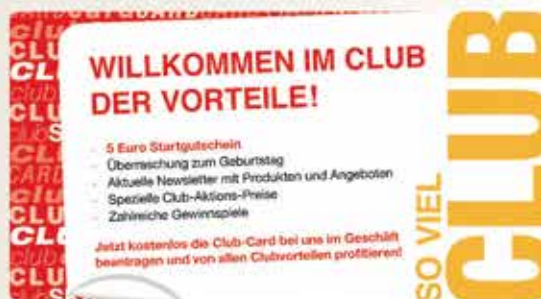 WILLKOMMEN IM CLUB
DER VORTEILE!
- 5 Euro Startgutschein
- Überraschung zum Geburtstag
- Aktuelle Newsletter mit Produkten und Angeboten
- Spezielle Club-Aktions-Preise
- Zahlreiche Gewinnspiele
Jetzt kostenlos die Club-Card bei uns im Geschäft
beantragen und von allen Clubvorteilen profitieren!
SO VIEL
CLUB